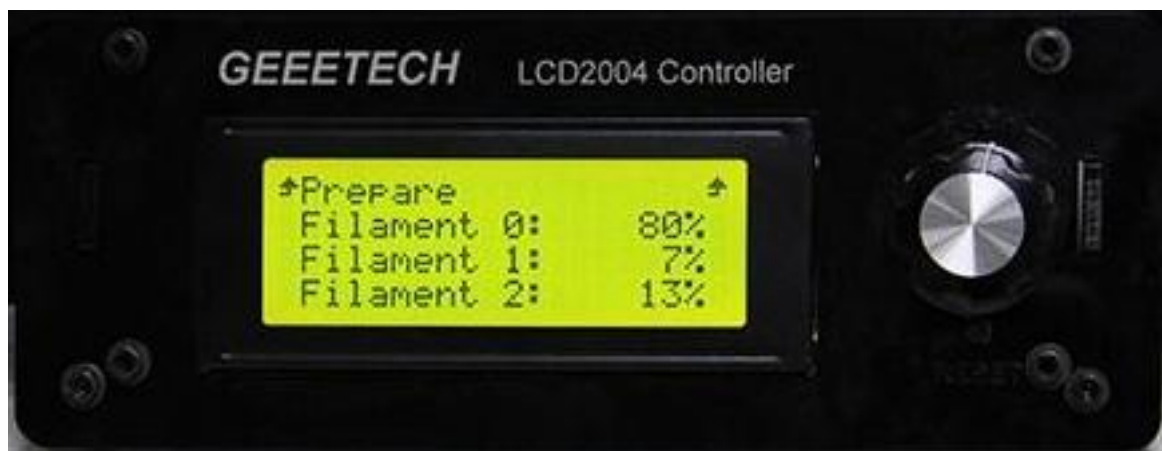 GEEETECH LCD2004 Controller
Prepare
Filament 0: 80%
Filament 1: 7%
Filament 2: 13%